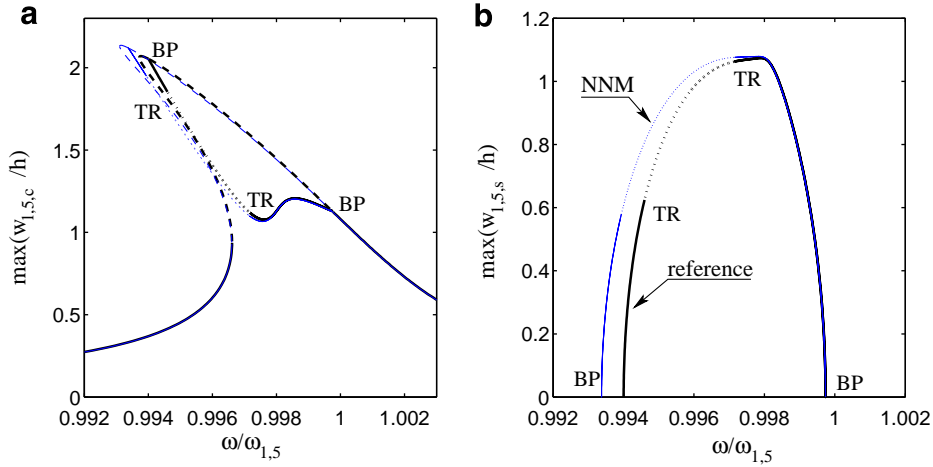 a
max(w1,5,c /h)
2
1.5
1
0.5
0
BP
TR
TR
BP
0.992 0.994 0.996 0.998 1 1.002
ω/ω1,5
b
max(w1,5,s/h)
1.2
1
0.8
0.6
0.4
0.2
0
NNM
TR
TR
reference
BP
BP
0.992 0.994 0.996 0.998 1 1.002
ω/ω1,5